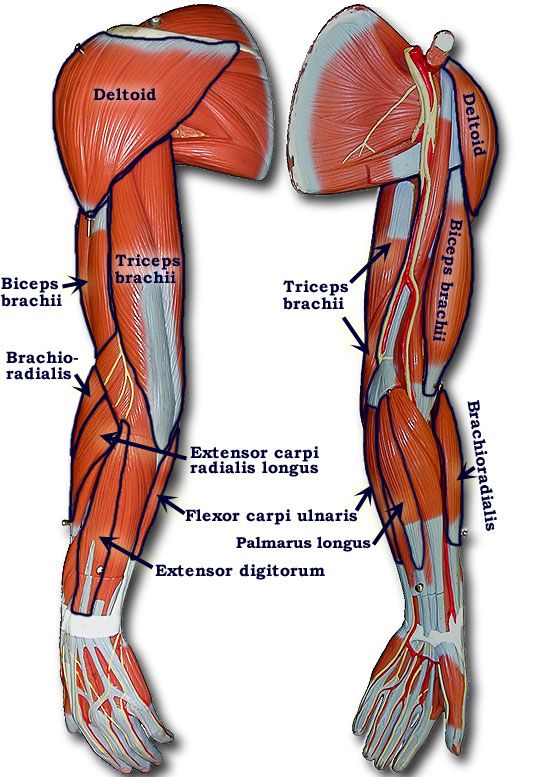 Deltoid
Deltoid
Triceps
brachii
Biceps
brachii
Biceps brachii
Triceps
brachii
Brachio-
radialis
Brachioradialis
Extensor carpi
radialis longus
Flexor carpi ulnaris
Palmarus longus
Extensor digitorum